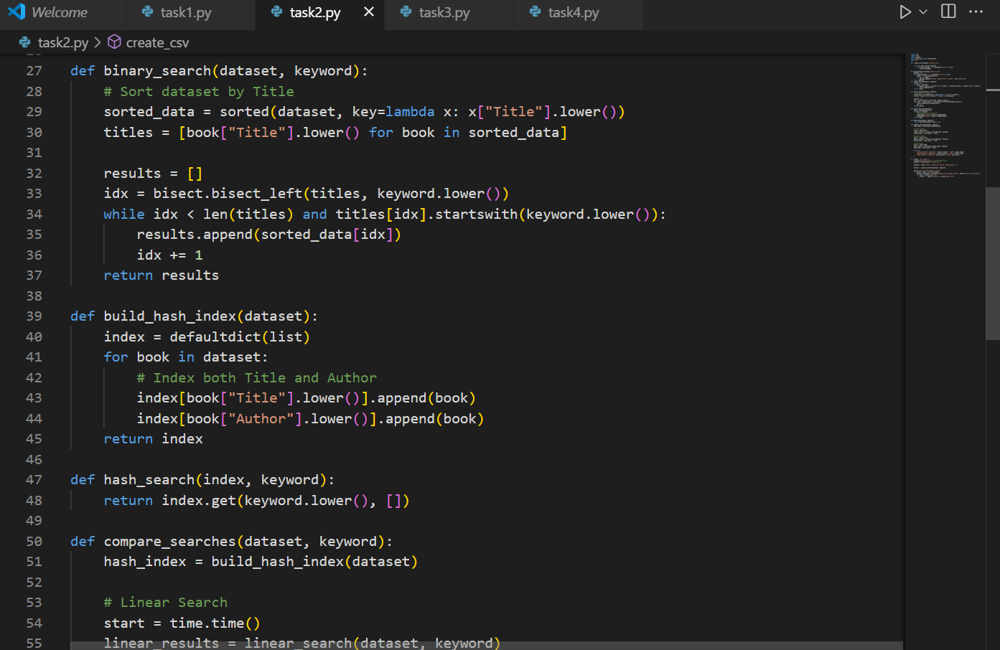 Welcome
task1.py
task2.py
task3.py
task4.py
task2.py > create_csv
27 def binary_search(dataset, keyword):
28     # Sort dataset by Title
29     sorted_data = sorted(dataset, key=lambda x: x["Title"].lower())
30     titles = [book["Title"].lower() for book in sorted_data]
31
32     results = []
33     idx = bisect.bisect_left(titles, keyword.lower())
34     while idx < len(titles) and titles[idx].startswith(keyword.lower()):
35         results.append(sorted_data[idx])
36         idx += 1
37     return results
38
39 def build_hash_index(dataset):
40     index = defaultdict(list)
41     for book in dataset:
42         # Index both Title and Author
43         index[book["Title"].lower()].append(book)
44         index[book["Author"].lower()].append(book)
45     return index
46
47 def hash_search(index, keyword):
48     return index.get(keyword.lower(), [])
49
50 def compare_searches(dataset, keyword):
51     hash_index = build_hash_index(dataset)
52
53     # Linear Search
54     start = time.time()
55     linear_results = linear_search(dataset, keyword)